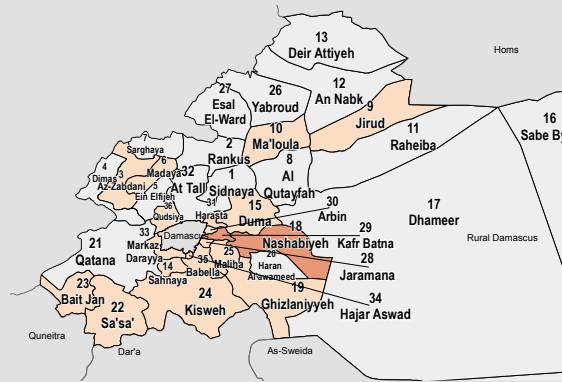 13
Deir Attiyeh
Homs
27
Esal
El-Ward
26
Yabroud
12
An Nabk
9
Jirud
16
Sabe By
7
Sarghaya
2
Rankus
10
Ma'loula
11
Raheiba
4
Dimas
3
Az-Zabdani
6
Madaya
5
Ein Elfijeh
32
At Tall
1
Sidnaya
8
Al
Qutayfah
36
Qudsiya
31
Harasta
15
Duma
30
Arbin
17
Dhameer
Rural Damascus
21
Qatana
33
Markaz
Darayya
Damascus
18
Nashabiyeh
29
Kafr Batna
28
Jaramana
14
Sahnaya
35
Babella
25
Maliha
20
Haran
Al'awameed
34
Hajar Aswad
23
Bait Jan
22
Sa'sa'
24
Kisweh
19
Ghizlaniyyeh
Quneitra
Dar'a
As-Sweida